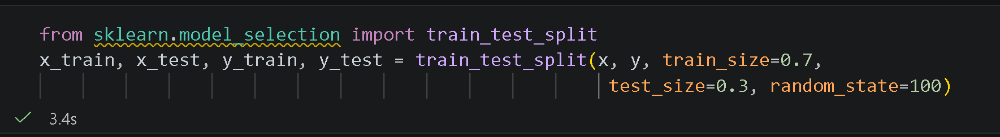 from sklearn.model_selection import train_test_split
x_train, x_test, y_train, y_test = train_test_split(x, y, train_size=0.7,
test_size=0.3, random_state=100)
3.4s